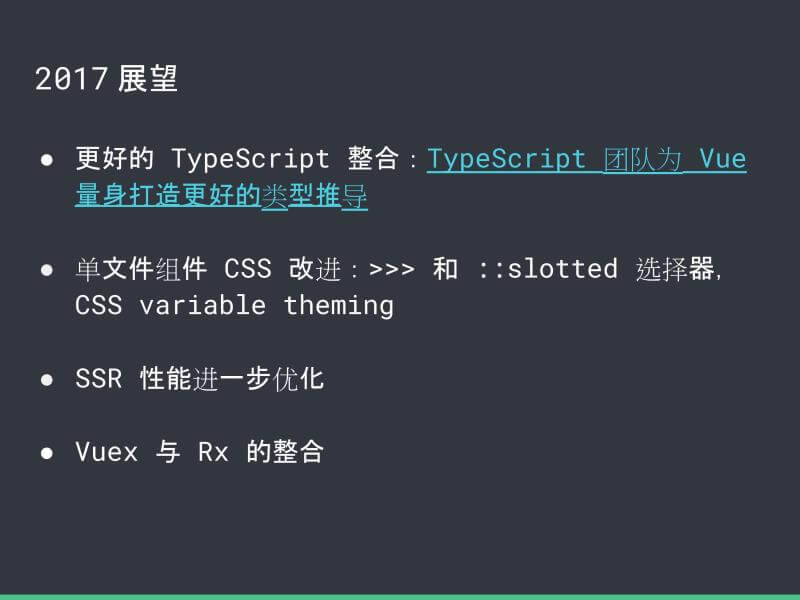 2017 展望
● 更好的 TypeScript 整合：TypeScript 团队为 Vue
量身打造更好的类型推导
● 单文件组件 CSS 改进：>>> 和 ::slotted 选择器，
CSS variable theming
● SSR 性能进一步优化
● Vuex 与 Rx 的整合